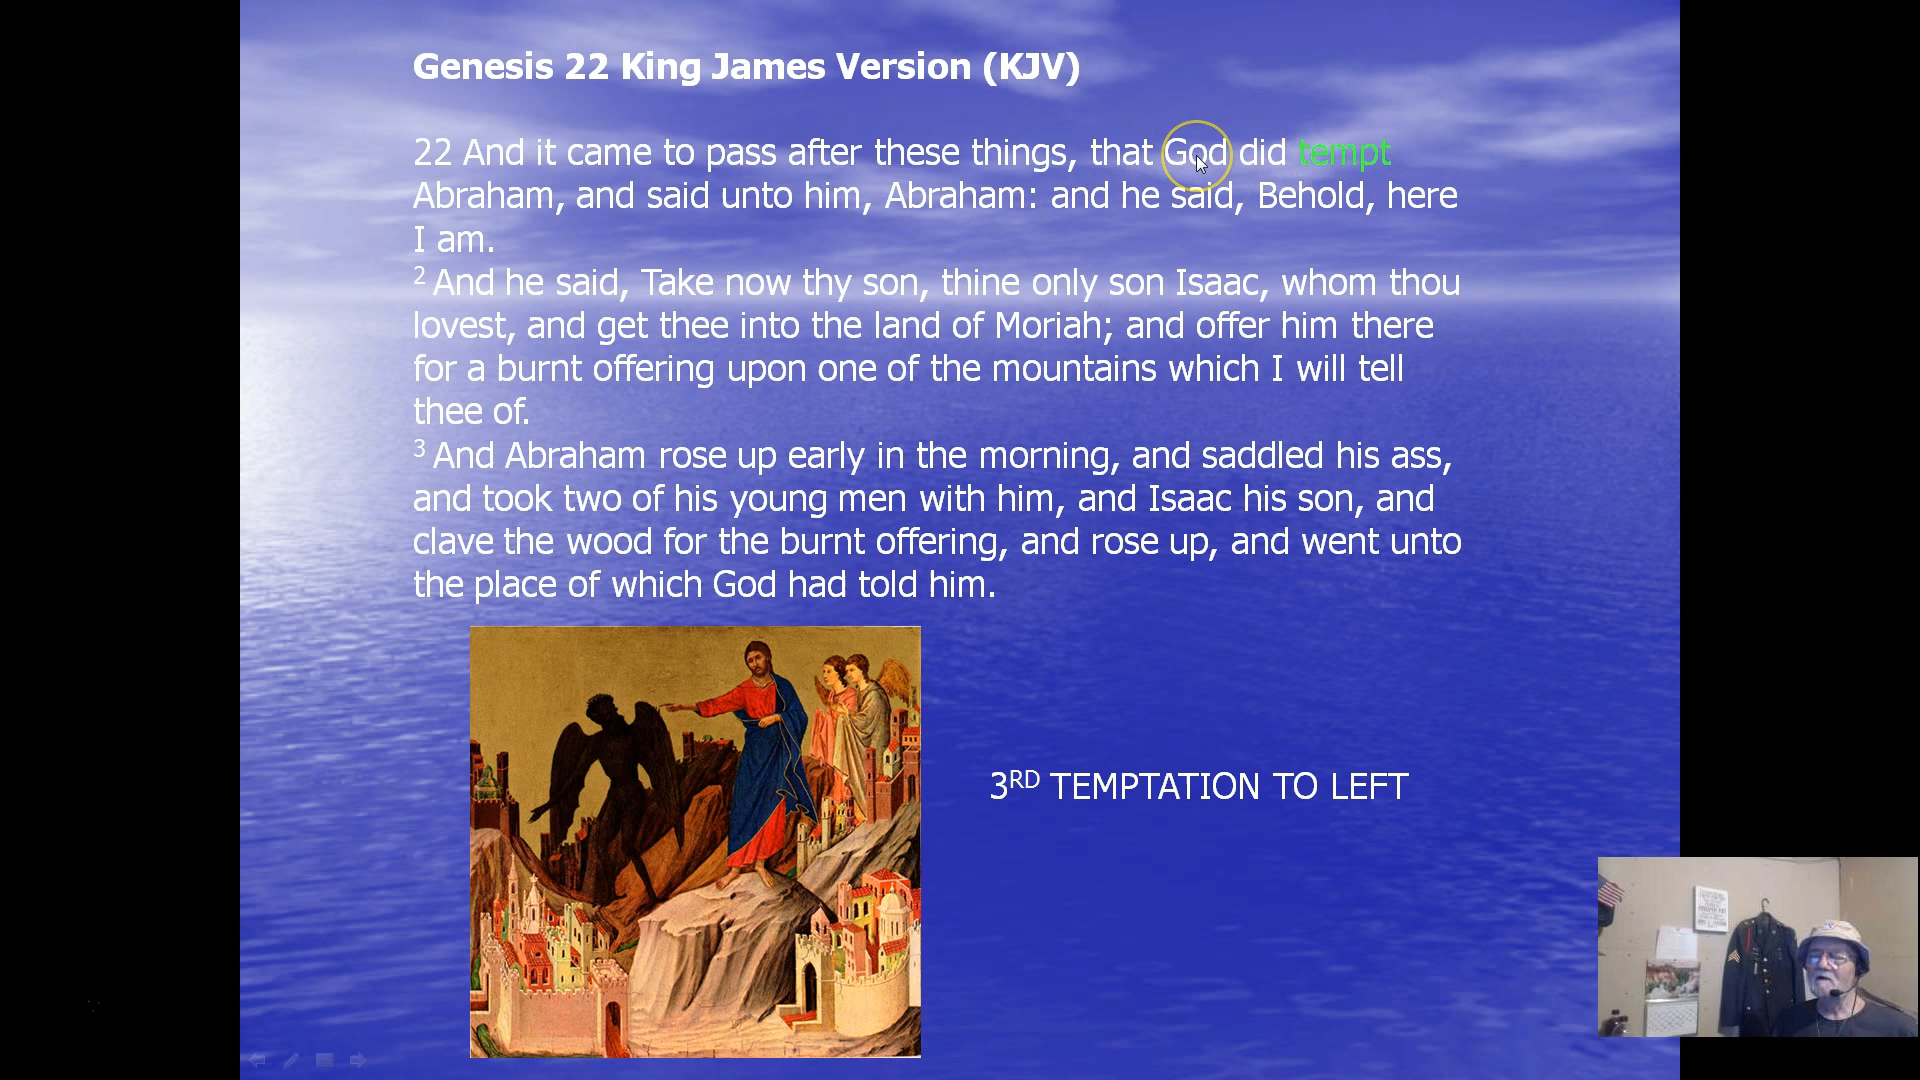 Genesis 22 King James Version (KJV)
22 And it came to pass after these things, that God did tempt
Abraham, and said unto him, Abraham: and he said, Behold, here
I am.
2 And he said, Take now thy son, thine only son Isaac, whom thou
lovest, and get thee into the land of Moriah; and offer him there
for a burnt offering upon one of the mountains which I will tell
thee of.
3 And Abraham rose up early in the morning, and saddled his ass,
and took two of his young men with him, and Isaac his son, and
clave the wood for the burnt offering, and rose up, and went unto
the place of which God had told him.
3RD TEMPTATION TO LEFT